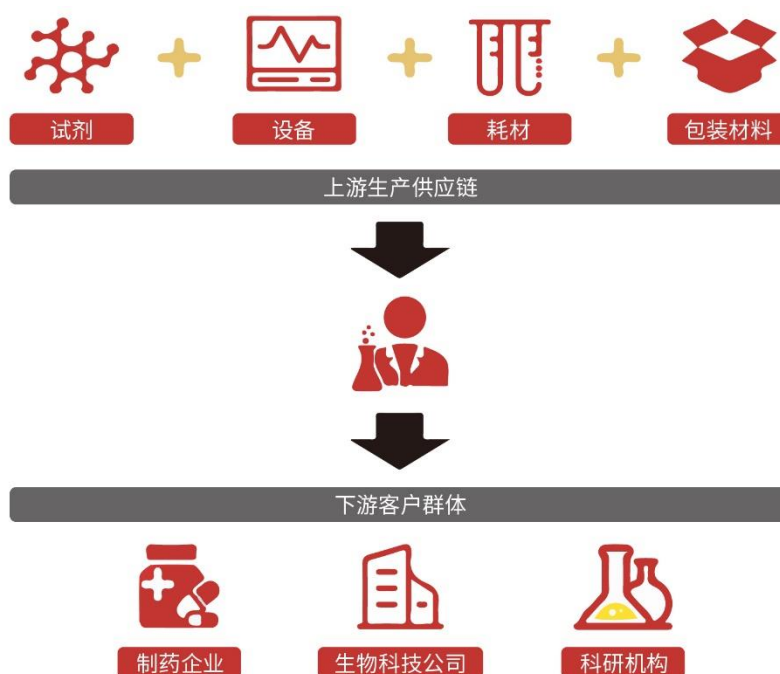 试剂
设备
耗材
包装材料
上游生产供应链
下游客户群体
制药企业
生物科技公司
科研机构